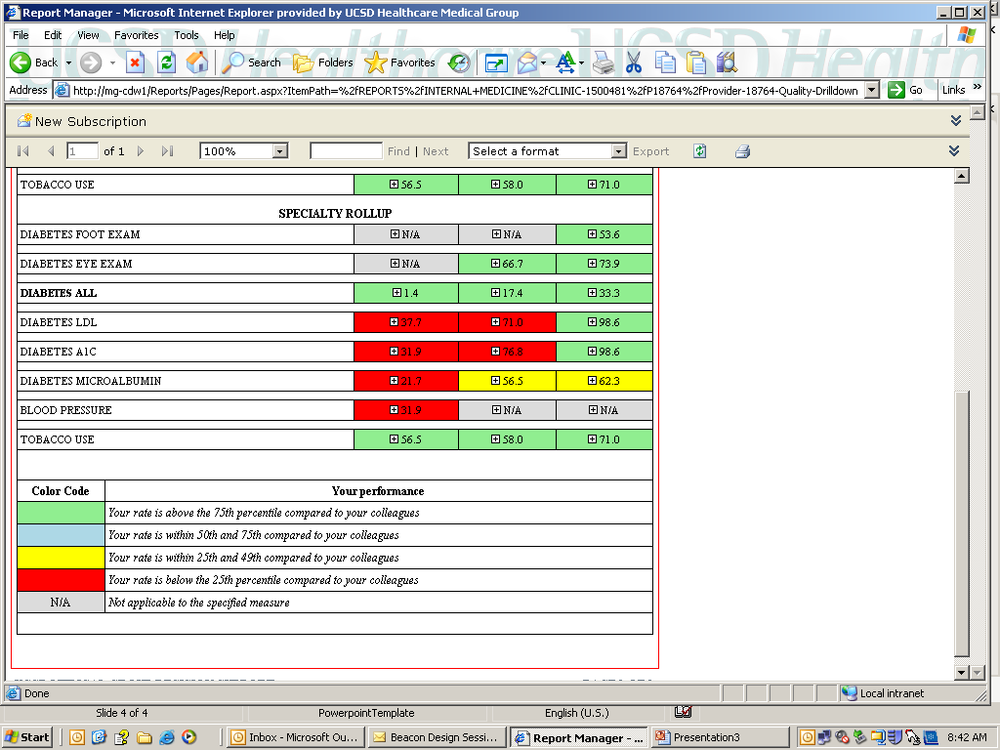 Report Manager - Microsoft Internet Explorer provided by UCSD Healthcare Medical Group
File Edit View Favorites Tools Help
Back Search Folders Favorites
Address http://mg-cdw1/Reports/Pages/Report.aspx?ItemPath=%2fREPORTS%2fINTERNAL+MEDICINE%2fCLINIC-1500481%2fP18764%2fProvider-18764-Quality-Drilldown Go Links »
New Subscription
1 of 1 100% Find | Next Select a format Export
TOBACCO USE 56.5 58.0 71.0
SPECIALTY ROLLUP
DIABETES FOOT EXAM N/A N/A 53.6
DIABETES EYE EXAM N/A 66.7 73.9
DIABETES ALL 1.4 17.4 33.3
DIABETES LDL 37.7 71.0 98.6
DIABETES A1C 31.9 76.8 98.6
DIABETES MICROALBUMIN 21.7 56.5 62.3
BLOOD PRESSURE 31.9 N/A N/A
TOBACCO USE 56.5 58.0 71.0
Color Code Your performance
Your rate is above the 75th percentile compared to your colleagues
Your rate is within 50th and 75th compared to your colleagues
Your rate is within 25th and 49th compared to your colleagues
Your rate is below the 25th percentile compared to your colleagues
N/A Not applicable to the specified measure
Done Local intranet
Slide 4 of 4 PowerpointTemplate English (U.S.)
Start Inbox - Microsoft Ou... Beacon Design Sessi... Report Manager - ... Presentation3 8:42 AM